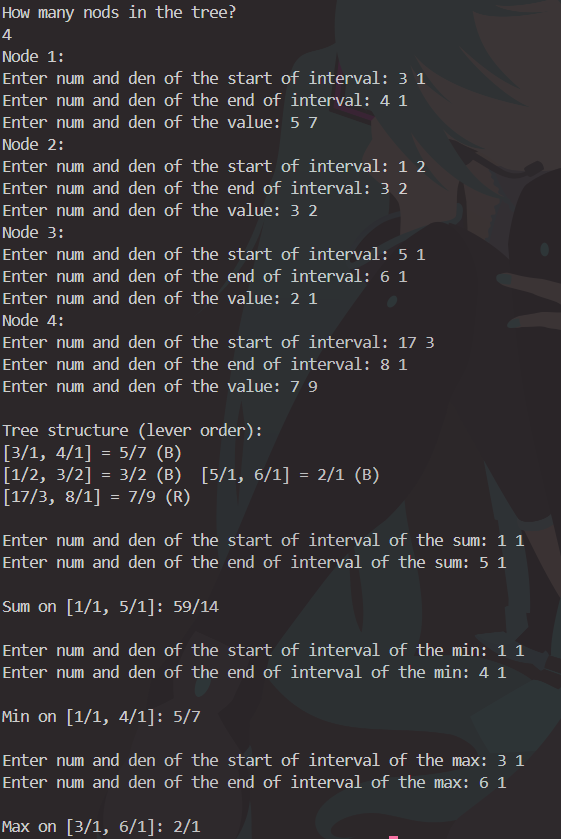 How many nods in the tree?
4
Node 1:
Enter num and den of the start of interval: 3 1
Enter num and den of the end of interval: 4 1
Enter num and den of the value: 5 7
Node 2:
Enter num and den of the start of interval: 1 2
Enter num and den of the end of interval: 3 2
Enter num and den of the value: 3 2
Node 3:
Enter num and den of the start of interval: 5 1
Enter num and den of the end of interval: 6 1
Enter num and den of the value: 2 1
Node 4:
Enter num and den of the start of interval: 17 3
Enter num and den of the end of interval: 8 1
Enter num and den of the value: 7 9
Tree structure (lever order):
[3/1, 4/1] = 5/7 (B)
[1/2, 3/2] = 3/2 (B)  [5/1, 6/1] = 2/1 (B)
[17/3, 8/1] = 7/9 (R)
Enter num and den of the start of interval of the sum: 1 1
Enter num and den of the end of interval of the sum: 5 1
Sum on [1/1, 5/1]: 59/14
Enter num and den of the start of interval of the min: 1 1
Enter num and den of the end of interval of the min: 4 1
Min on [1/1, 4/1]: 5/7
Enter num and den of the start of interval of the max: 3 1
Enter num and den of the end of interval of the max: 6 1
Max on [3/1, 6/1]: 2/1